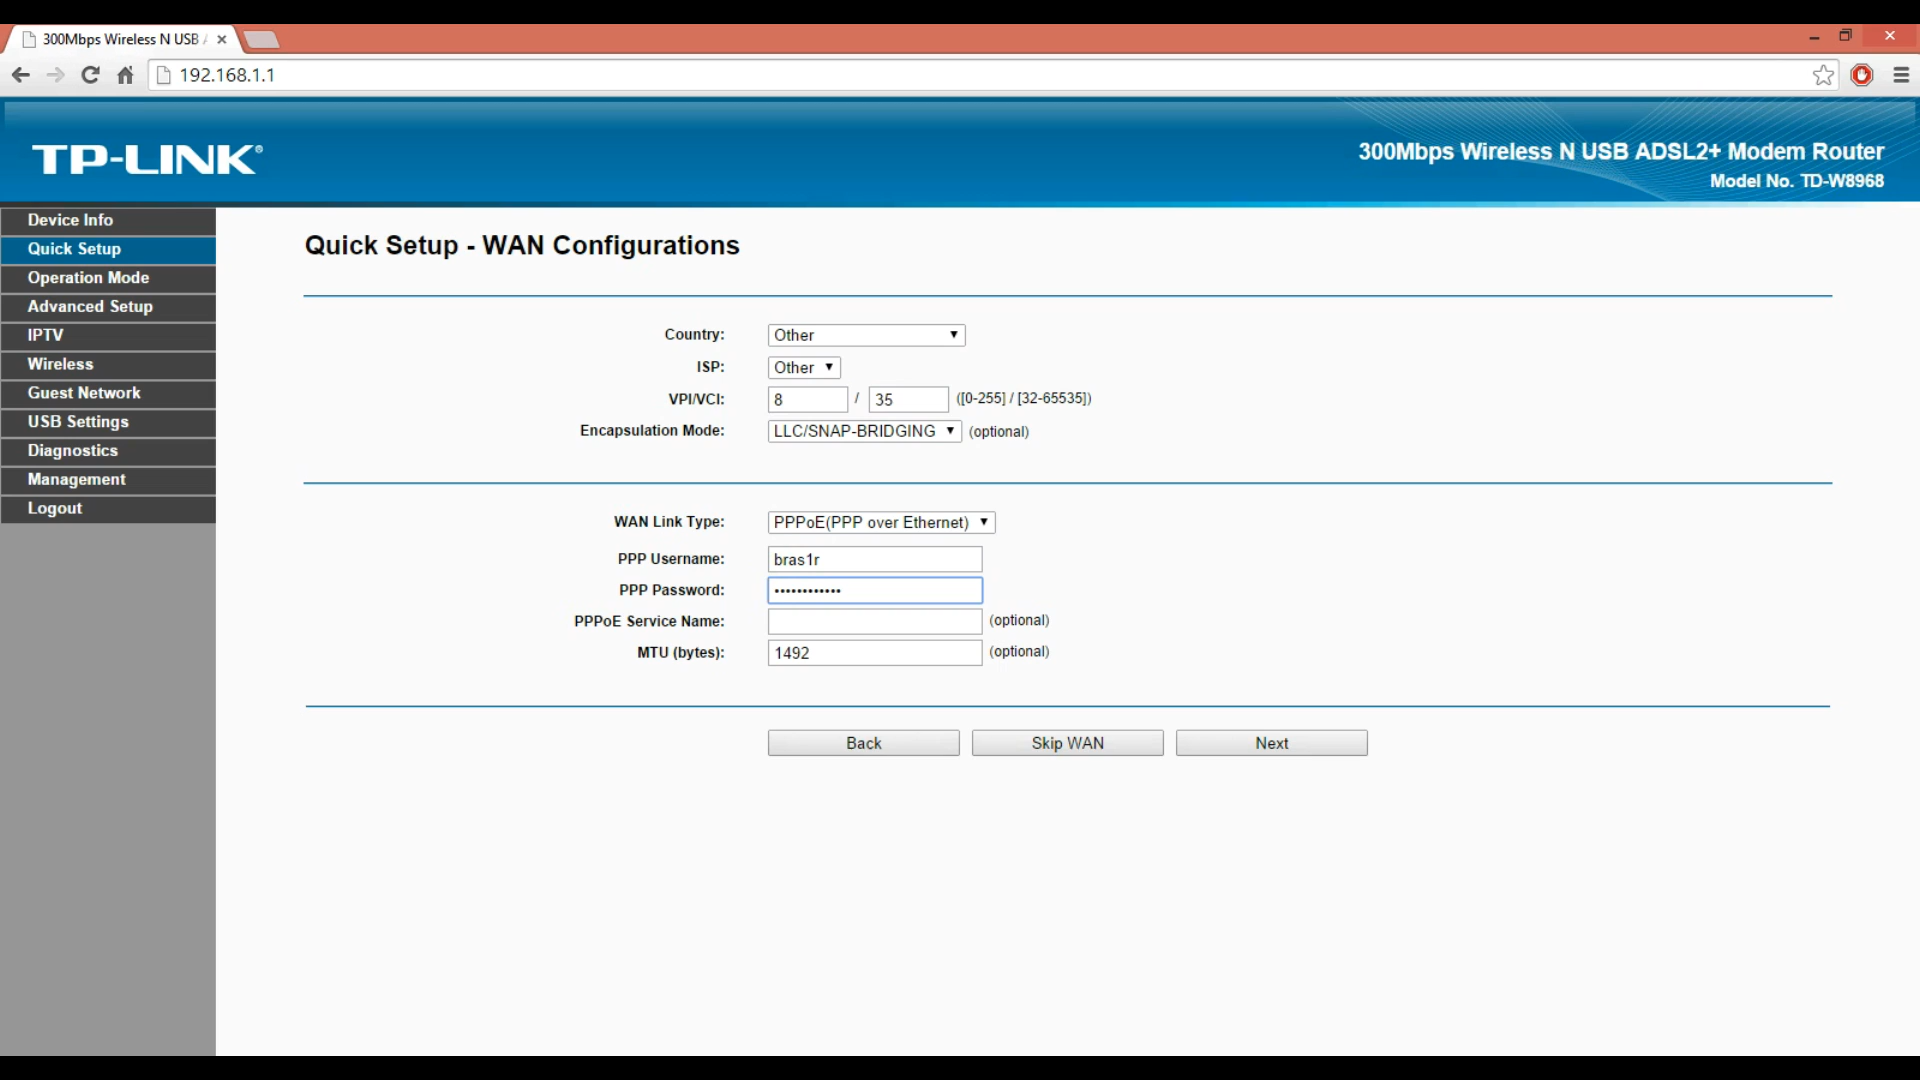 300Mbps Wireless N USB A
192.168.1.1
TP-LINK®
300Mbps Wireless N USB ADSL2+ Modem Router
Model No. TD-W8968
Device Info
Quick Setup
Operation Mode
Advanced Setup
IPTV
Wireless
Guest Network
USB Settings
Diagnostics
Management
Logout
Quick Setup - WAN Configurations
Country: Other
ISP: Other
VPI/VCI: 8 / 35 ([0-255] / [32-65535])
Encapsulation Mode: LLC/SNAP-BRIDGING (optional)
WAN Link Type: PPPoE(PPP over Ethernet)
PPP Username: bras1r
PPP Password: ••••••••••••
PPPoE Service Name: (optional)
MTU (bytes): 1492 (optional)
Back Skip WAN Next